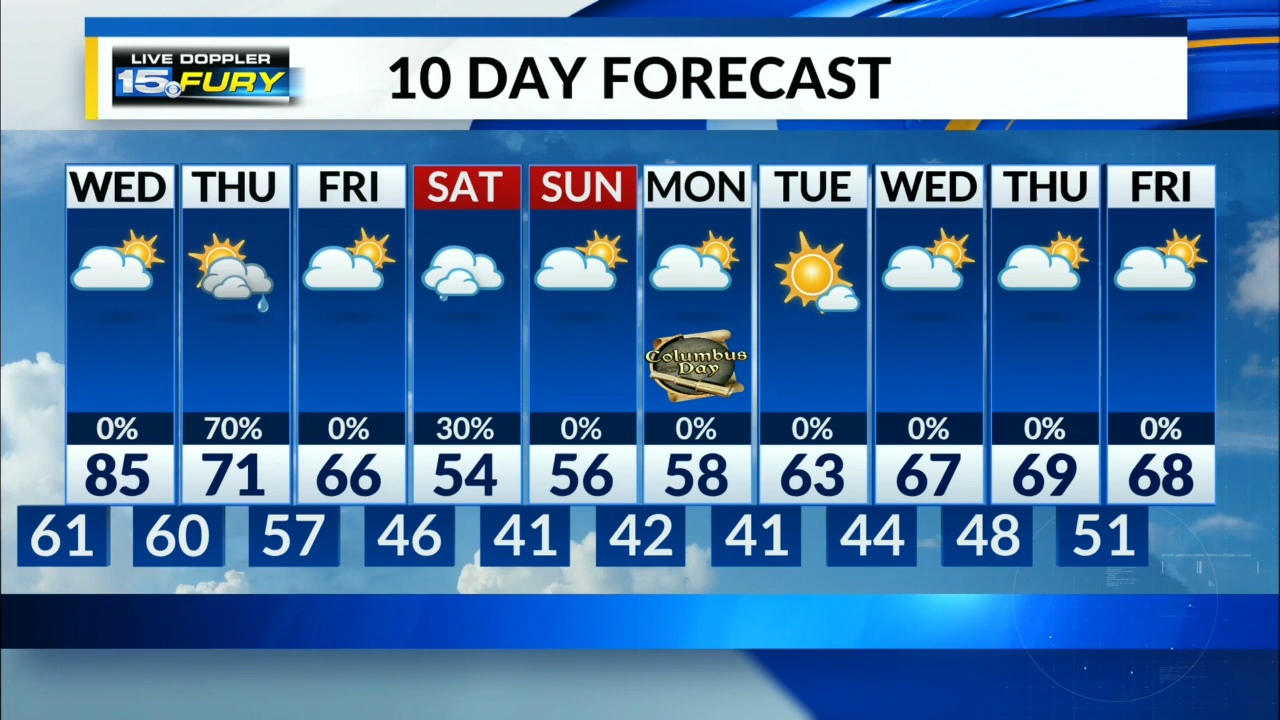 LIVE DOPPLER
15 FURY
10 DAY FORECAST
WED THU FRI SAT SUN MON TUE WED THU FRI
Columbus
Day
0% 70% 0% 30% 0% 0% 0% 0% 0% 0%
85 71 66 54 56 58 63 67 69 68
61 60 57 46 41 42 41 44 48 51